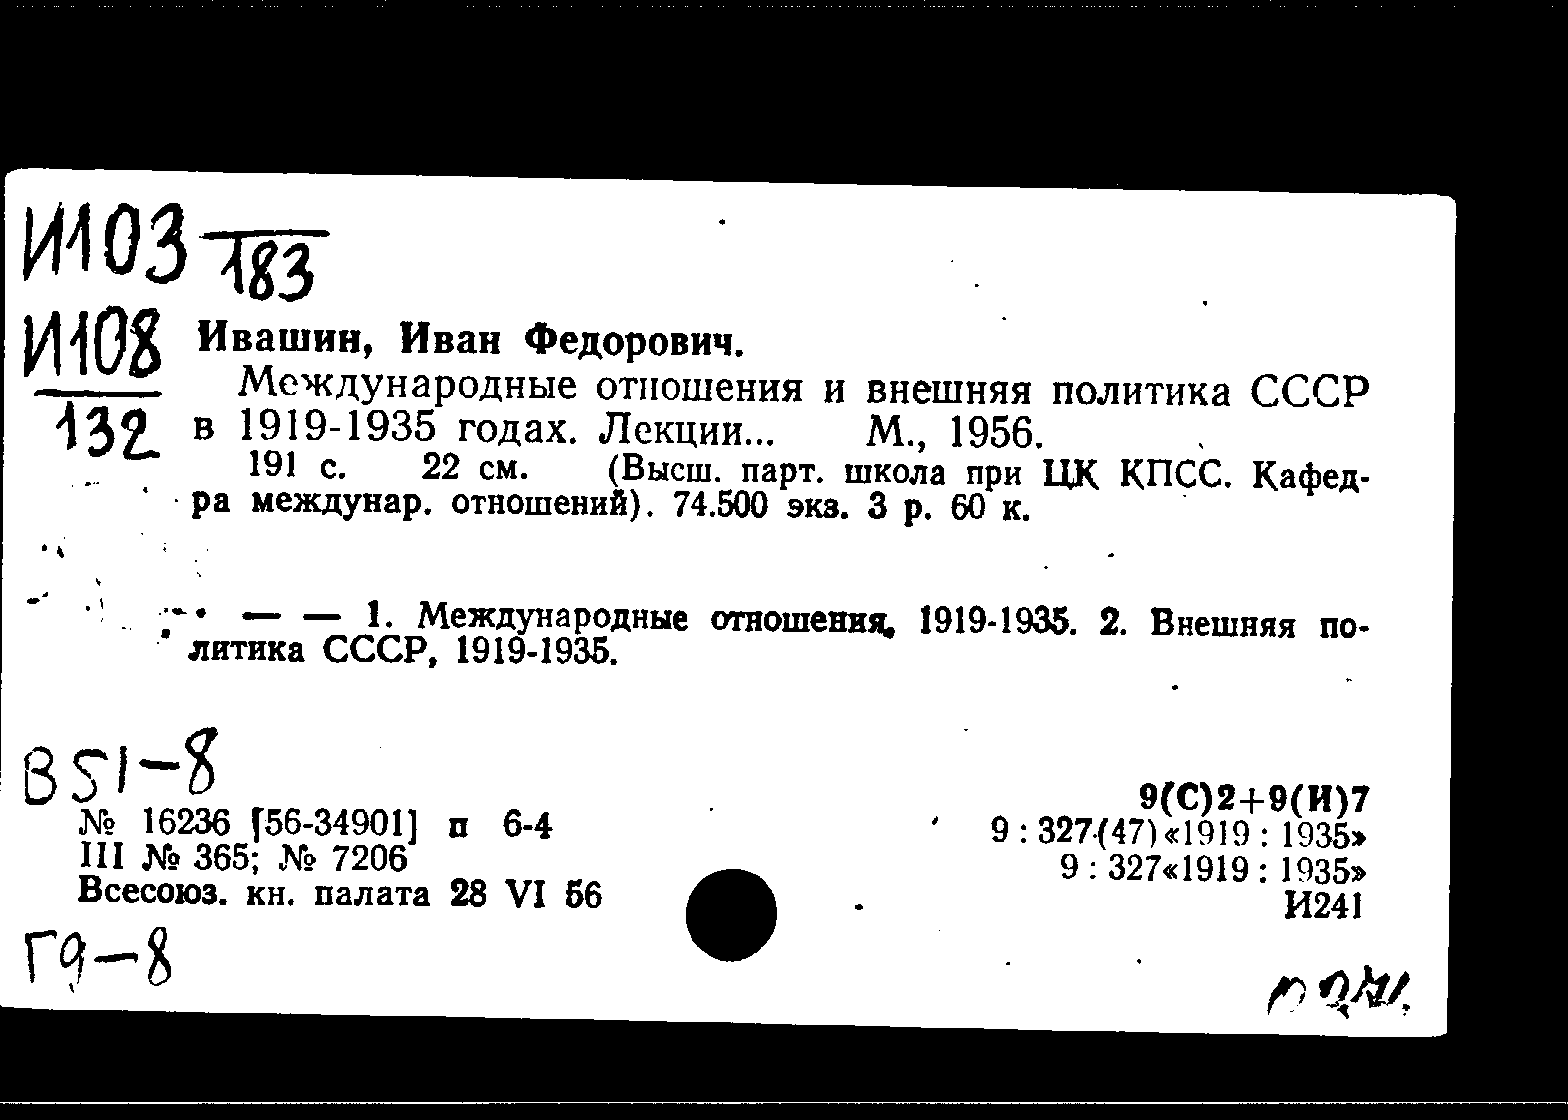 И103
183
И108
132
Ивашин, Иван Федорович.
Международные отношения и внешняя политика СССР
в 1919-1935 годах. Лекции... М., 1956.
191 с. 22 см. (Высш. парт. школа при ЦК КПСС. Кафед-
ра междунар. отношений). 74.500 экз. 3 р. 60 к.
— — 1. Международные отношения, 1919-1935. 2. Внешняя по-
литика СССР, 1919-1935.
В51-8
№ 16236 [56-34901] п 6-4
III № 365; № 7206
Всесоюз. кн. палата 28 VI 56
Г9-8
9(С)2+9(И)7
9 : 327.(47)«1919 : 1935»
9 : 327«1919 : 1935»
И241